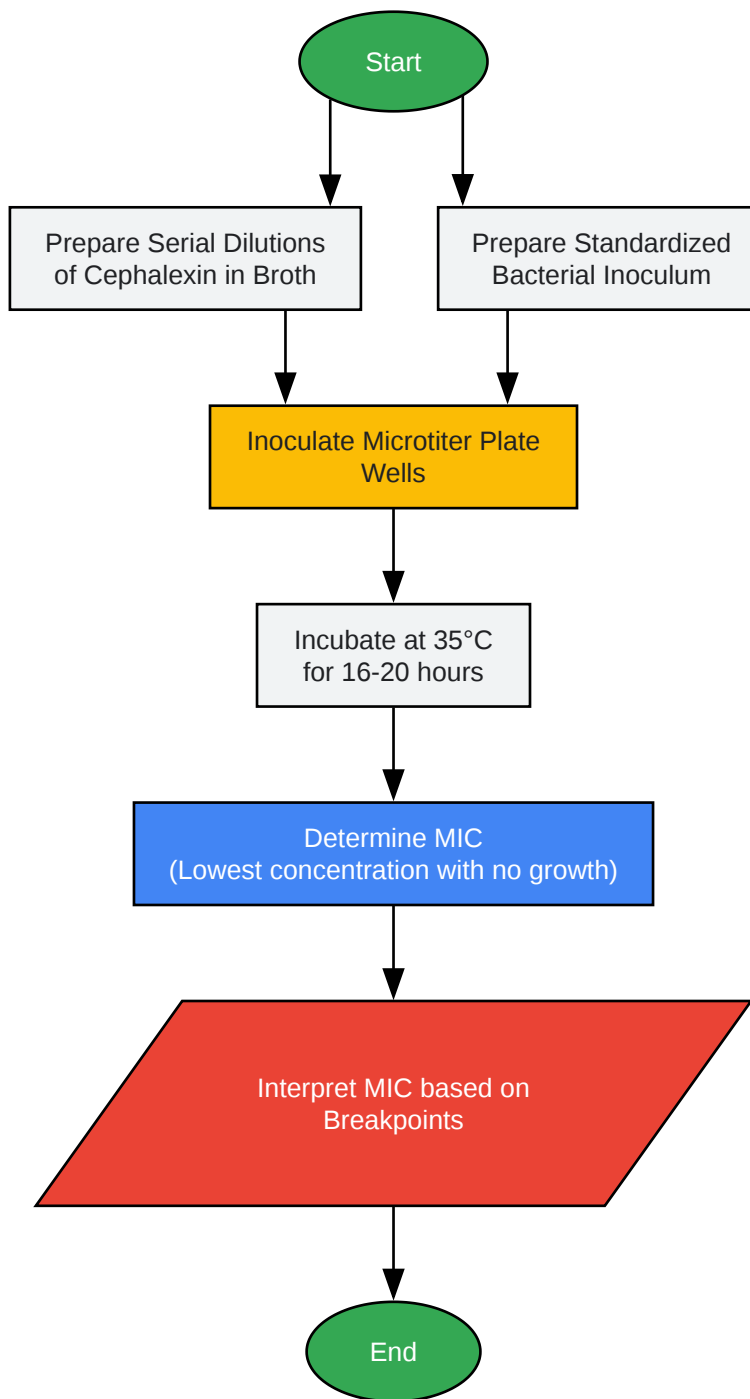 Start
Prepare Serial Dilutions
of Cephalexin in Broth
Prepare Standardized
Bacterial Inoculum
Inoculate Microtiter Plate
Wells
Incubate at 35°C
for 16-20 hours
Determine MIC
(Lowest concentration with no growth)
Interpret MIC based on
Breakpoints
End